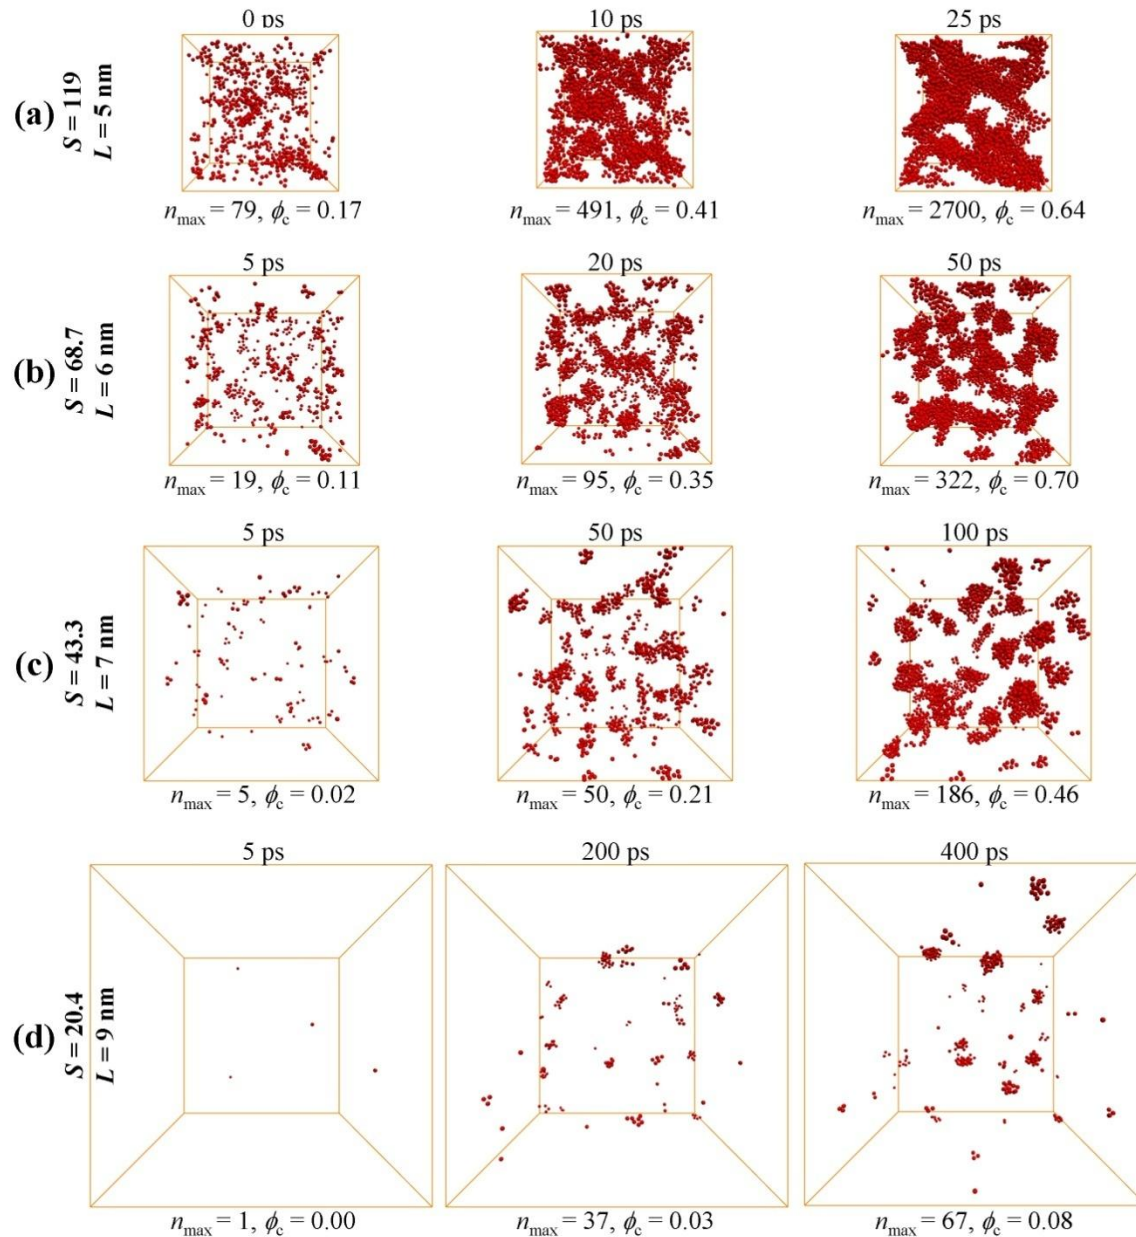 0 ps 10 ps 25 ps
(a) S = 119
L = 5 nm
n_max = 79, ϕ_c = 0.17 n_max = 491, ϕ_c = 0.41 n_max = 2700, ϕ_c = 0.64
5 ps 20 ps 50 ps
(b) S = 68.7
L = 6 nm
n_max = 19, ϕ_c = 0.11 n_max = 95, ϕ_c = 0.35 n_max = 322, ϕ_c = 0.70
5 ps 50 ps 100 ps
(c) S = 43.3
L = 7 nm
n_max = 5, ϕ_c = 0.02 n_max = 50, ϕ_c = 0.21 n_max = 186, ϕ_c = 0.46
5 ps 200 ps 400 ps
(d) S = 20.4
L = 9 nm
n_max = 1, ϕ_c = 0.00 n_max = 37, ϕ_c = 0.03 n_max = 67, ϕ_c = 0.08